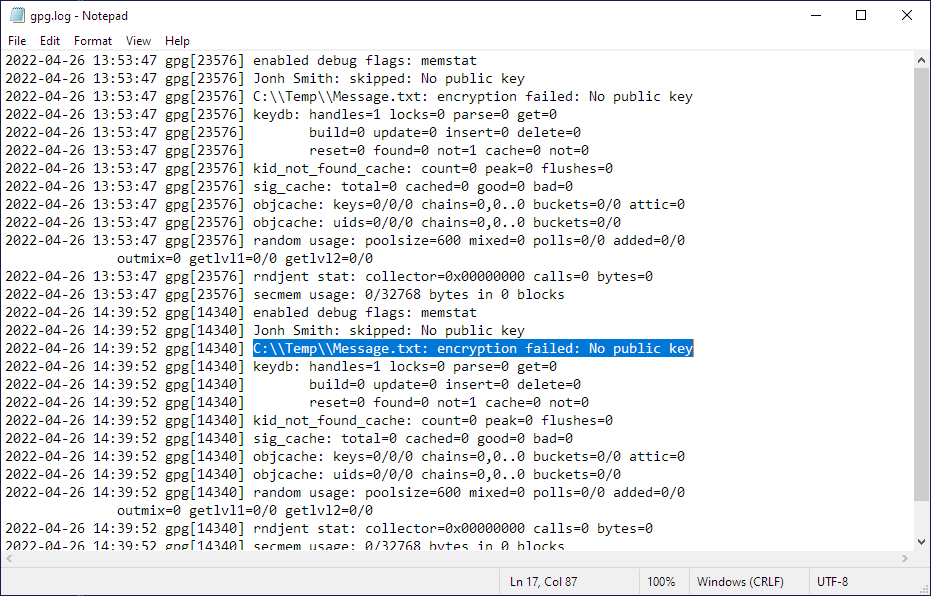 gpg.log - Notepad
File Edit Format View Help
2022-04-26 13:53:47 gpg[23576] enabled debug flags: memstat
2022-04-26 13:53:47 gpg[23576] Jonh Smith: skipped: No public key
2022-04-26 13:53:47 gpg[23576] C:\\Temp\\Message.txt: encryption failed: No public key
2022-04-26 13:53:47 gpg[23576] keydb: handles=1 locks=0 parse=0 get=0
2022-04-26 13:53:47 gpg[23576]        build=0 update=0 insert=0 delete=0
2022-04-26 13:53:47 gpg[23576]        reset=0 found=0 not=1 cache=0 not=0
2022-04-26 13:53:47 gpg[23576] kid_not_found_cache: count=0 peak=0 flushes=0
2022-04-26 13:53:47 gpg[23576] sig_cache: total=0 cached=0 good=0 bad=0
2022-04-26 13:53:47 gpg[23576] objcache: keys=0/0/0 chains=0,0..0 buckets=0/0 attic=0
2022-04-26 13:53:47 gpg[23576] objcache: uids=0/0/0 chains=0,0..0 buckets=0/0
2022-04-26 13:53:47 gpg[23576] random usage: poolsize=600 mixed=0 polls=0/0 added=0/0
              outmix=0 getlvl1=0/0 getlvl2=0/0
2022-04-26 13:53:47 gpg[23576] rndjent stat: collector=0x00000000 calls=0 bytes=0
2022-04-26 13:53:47 gpg[23576] secmem usage: 0/32768 bytes in 0 blocks
2022-04-26 14:39:52 gpg[14340] enabled debug flags: memstat
2022-04-26 14:39:52 gpg[14340] Jonh Smith: skipped: No public key
2022-04-26 14:39:52 gpg[14340] C:\\Temp\\Message.txt: encryption failed: No public key
2022-04-26 14:39:52 gpg[14340] keydb: handles=1 locks=0 parse=0 get=0
2022-04-26 14:39:52 gpg[14340]        build=0 update=0 insert=0 delete=0
2022-04-26 14:39:52 gpg[14340]        reset=0 found=0 not=1 cache=0 not=0
2022-04-26 14:39:52 gpg[14340] kid_not_found_cache: count=0 peak=0 flushes=0
2022-04-26 14:39:52 gpg[14340] sig_cache: total=0 cached=0 good=0 bad=0
2022-04-26 14:39:52 gpg[14340] objcache: keys=0/0/0 chains=0,0..0 buckets=0/0 attic=0
2022-04-26 14:39:52 gpg[14340] objcache: uids=0/0/0 chains=0,0..0 buckets=0/0
2022-04-26 14:39:52 gpg[14340] random usage: poolsize=600 mixed=0 polls=0/0 added=0/0
              outmix=0 getlvl1=0/0 getlvl2=0/0
2022-04-26 14:39:52 gpg[14340] rndjent stat: collector=0x00000000 calls=0 bytes=0
2022-04-26 14:39:52 gpg[14340] secmem usage: 0/32768 bytes in 0 blocks
Ln 17, Col 87 100% Windows (CRLF) UTF-8